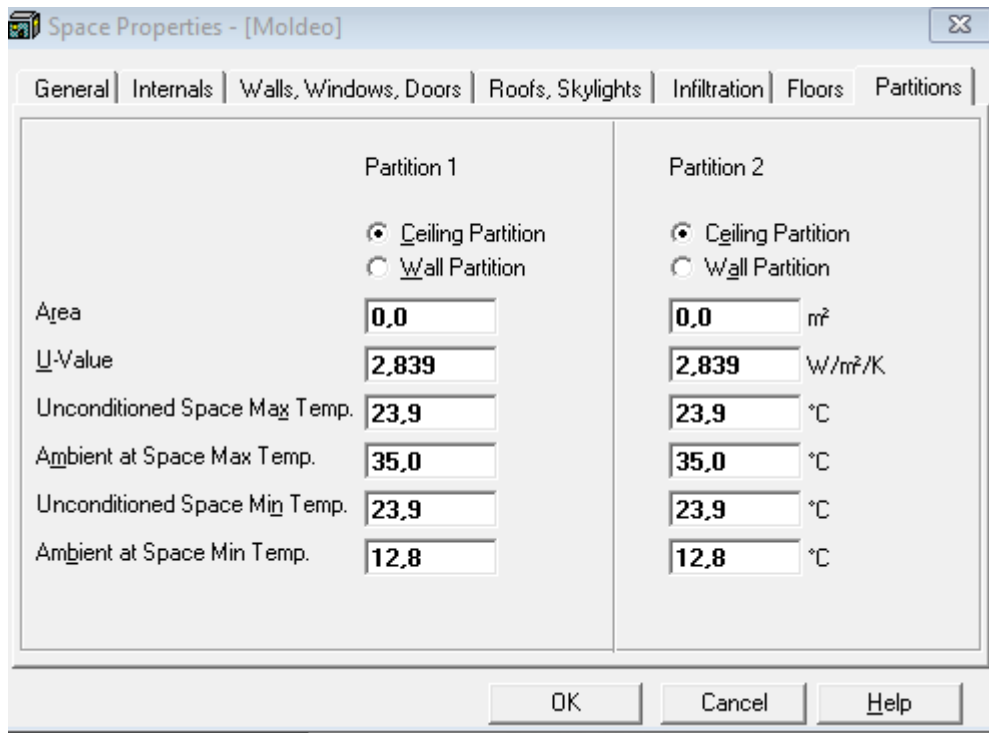 Space Properties - [Moldeo]
General Internals Walls, Windows, Doors Roofs, Skylights Infiltration Floors Partitions
Partition 1 Partition 2
Ceiling Partition Ceiling Partition
Wall Partition Wall Partition
Area 0,0 0,0 m²
U-Value 2,839 2,839 W/m²/K
Unconditioned Space Max Temp. 23,9 23,9 °C
Ambient at Space Max Temp. 35,0 35,0 °C
Unconditioned Space Min Temp. 23,9 23,9 °C
Ambient at Space Min Temp. 12,8 12,8 °C
OK Cancel Help